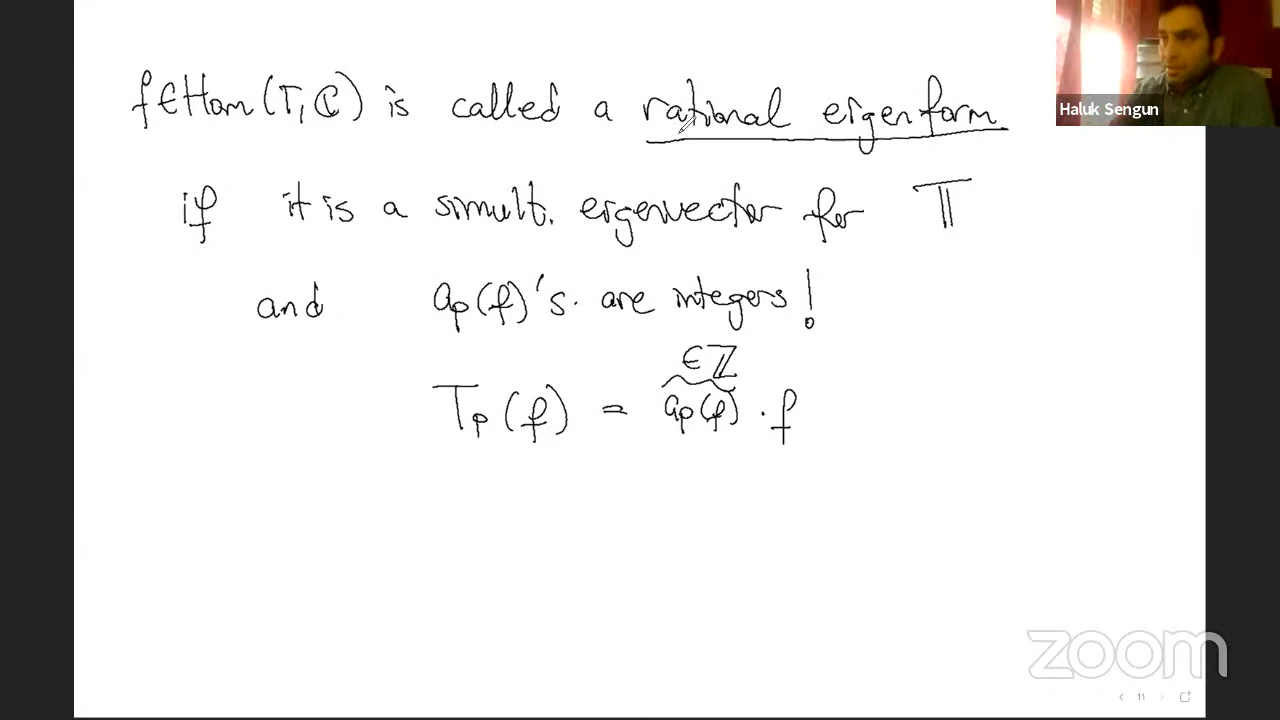 f∈Hom(Γ, ℂ) is called a rational eigenform
Haluk Sengun
if it is a simult. eigenvector for 𝕋
and ap(f)'s. are integers!
∈ℤ
Tp(f) = ap(f) · f
zoom
11